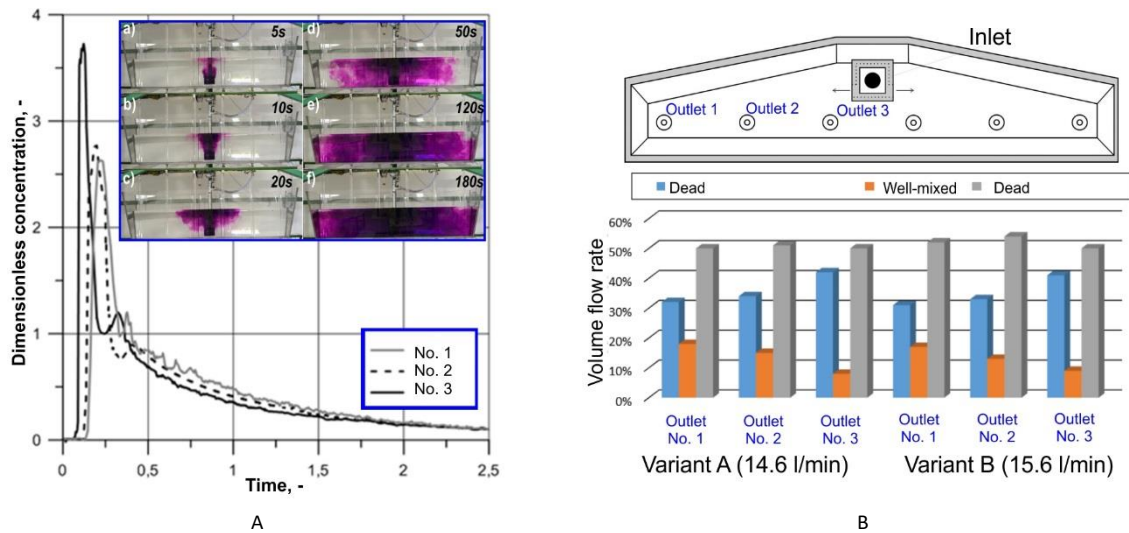 4
3
2
1
0
Dimensionless concentration, -
a)
5s
d)
50s
b)
10s
e)
120s
c)
20s
f)
180s
No. 1
No. 2
No. 3
0
0,5
1
1,5
2
2,5
Time, -
A
Inlet
Outlet 1
Outlet 2
Outlet 3
Dead
Well-mixed
Dead
60%
50%
40%
30%
20%
10%
0%
Volume flow rate
Outlet No. 1
Outlet No. 2
Outlet No. 3
Outlet No. 1
Outlet No. 2
Outlet No. 3
Variant A (14.6 l/min)
Variant B (15.6 l/min)
B